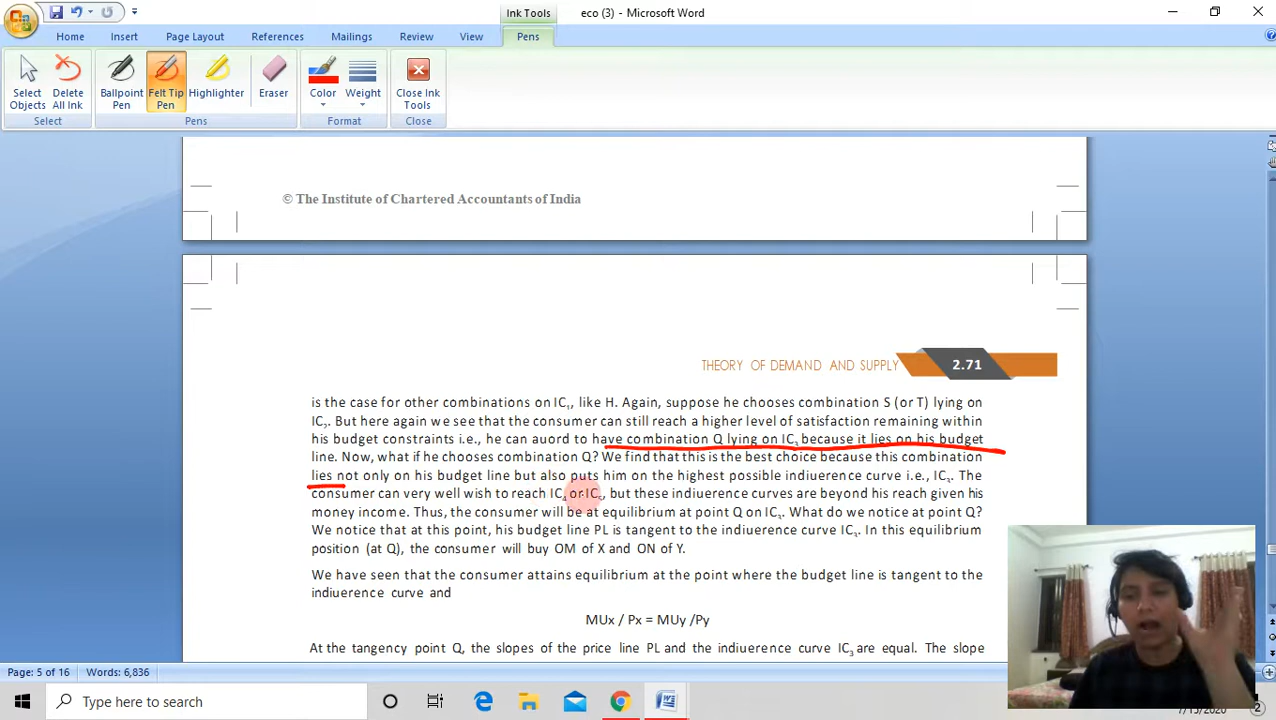 Ink Tools
eco (3) - Microsoft Word
Home Insert Page Layout References Mailings Review View Pens
Select Objects
Delete All Ink
Ballpoint Pen
Felt Tip Pen
Highlighter
Eraser
Color
Weight
Close Ink Tools
Select Pens Format Close
© The Institute of Chartered Accountants of India
THEORY OF DEMAND AND SUPPLY 2.71
is the case for other combinations on IC₁, like H. Again, suppose he chooses combination S (or T) lying on
IC₂. But here again we see that the consumer can still reach a higher level of satisfaction remaining within
his budget constraints i.e., he can auord to have combination Q lying on IC₃ because it lies on his budget
line. Now, what if he chooses combination Q? We find that this is the best choice because this combination
lies not only on his budget line but also puts him on the highest possible indiuerence curve i.e., IC₃. The
consumer can very well wish to reach IC₄ or IC₅, but these indiuerence curves are beyond his reach given his
money income. Thus, the consumer will be at equilibrium at point Q on IC₃. What do we notice at point Q?
We notice that at this point, his budget line PL is tangent to the indiuerence curve IC₃. In this equilibrium
position (at Q), the consumer will buy OM of X and ON of Y.
We have seen that the consumer attains equilibrium at the point where the budget line is tangent to the
indiuerence curve and
MUx / Px = MUy /Py
At the tangency point Q, the slopes of the price line PL and the indiuerence curve IC₃ are equal. The slope
Page: 5 of 16 Words: 6,836
Type here to search
7/15/2020
2